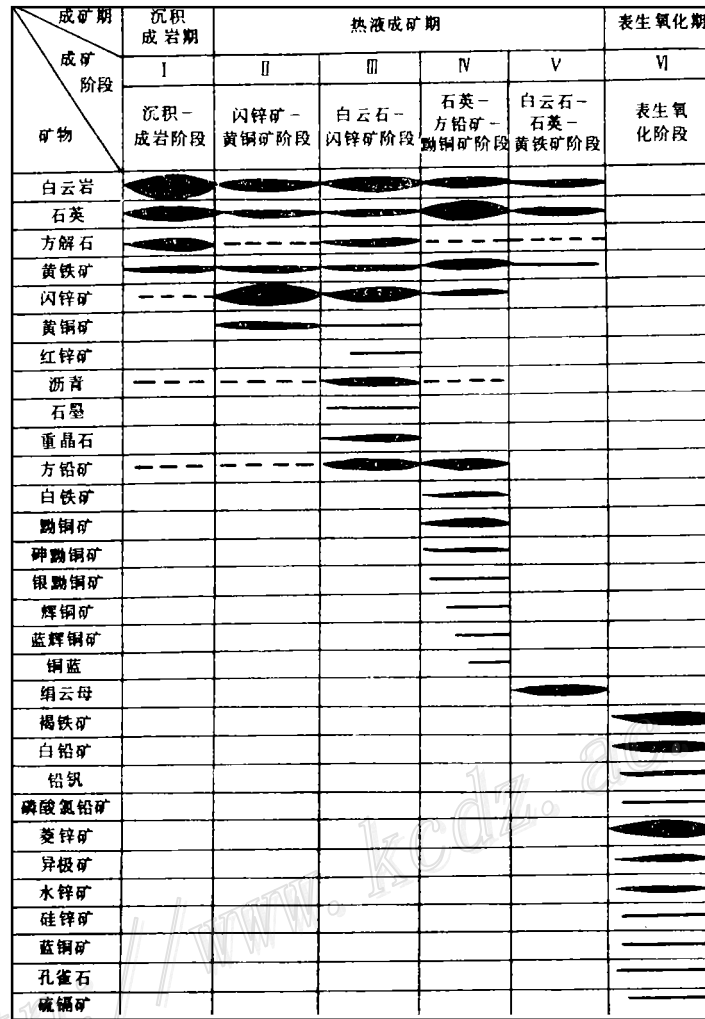 成矿期
成矿
阶段
矿物
沉积
成岩期
热液成矿期
表生氧化期
Ⅰ
Ⅱ
Ⅲ
Ⅳ
Ⅴ
Ⅵ
沉积-
成岩阶段
闪锌矿-
黄铜矿阶段
白云石-
闪锌矿阶段
石英-
方铅矿-
黝铜矿阶段
白云石-
石英-
黄铁矿阶段
表生氧
化阶段
白云岩
石英
方解石
黄铁矿
闪锌矿
黄铜矿
红锌矿
沥青
石墨
重晶石
方铅矿
白铁矿
黝铜矿
砷黝铜矿
银黝铜矿
辉铜矿
蓝辉铜矿
铜蓝
绢云母
褐铁矿
白铅矿
铅钒
磷酸氯铅矿
菱锌矿
异极矿
水锌矿
硅锌矿
蓝铜矿
孔雀石
硫镉矿
//www.kcdz.ac